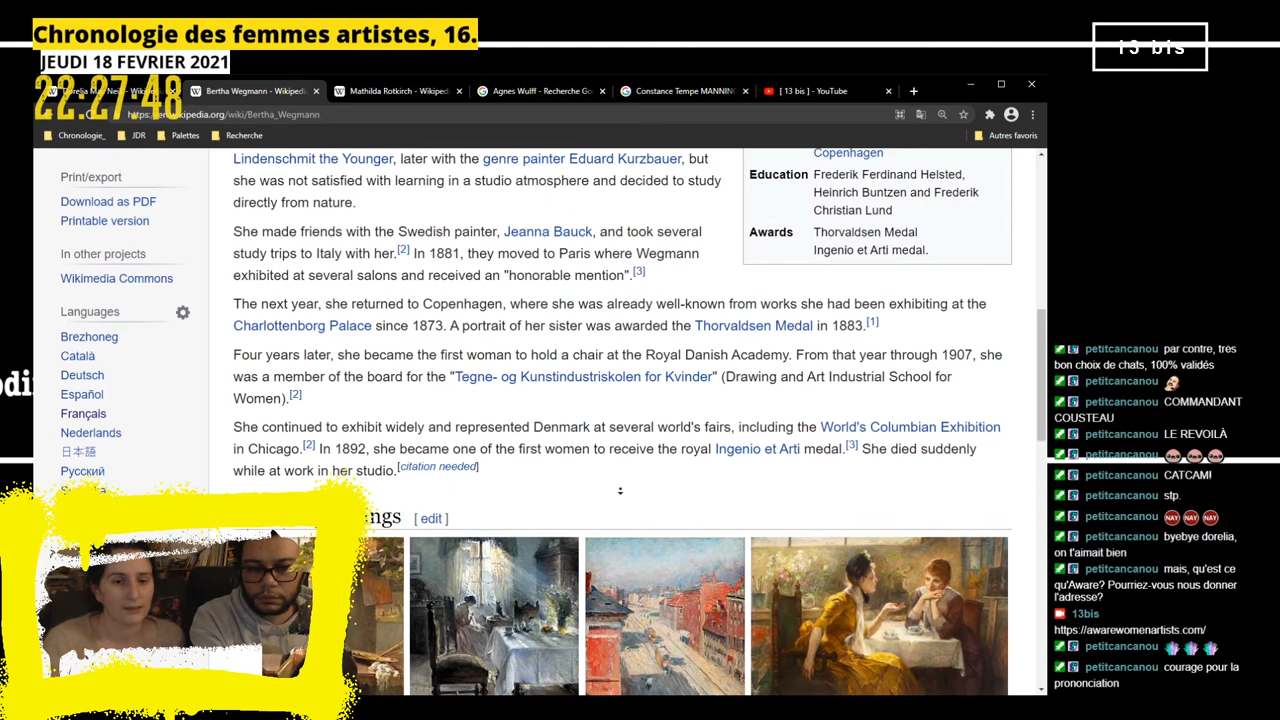 Chronologie des femmes artistes, 16.
JEUDI 18 FEVRIER 2021
22:27:48
13 bis
Bertha Wegmann - Wikipedi
Mathilda Rotkirch - Wikipedi
Agnes Wulff - Recherche Go
Constance Tempe MANNING
[ 13 bis ] - YouTube
.wikipedia.org/wiki/Bertha_Wegmann
Chronologie_
JDR
Palettes
Recherche
Autres favoris
Print/export
Download as PDF
Printable version
In other projects
Wikimedia Commons
Languages
Brezhoneg
Català
Deutsch
Español
Français
Nederlands
日本語
Русский
Lindenschmit the Younger, later with the genre painter Eduard Kurzbauer, but
she was not satisfied with learning in a studio atmosphere and decided to study
directly from nature.
She made friends with the Swedish painter, Jeanna Bauck, and took several
study trips to Italy with her.[2] In 1881, they moved to Paris where Wegmann
exhibited at several salons and received an "honorable mention".[3]
The next year, she returned to Copenhagen, where she was already well-known from works she had been exhibiting at the
Charlottenborg Palace since 1873. A portrait of her sister was awarded the Thorvaldsen Medal in 1883.[1]
Four years later, she became the first woman to hold a chair at the Royal Danish Academy. From that year through 1907, she
was a member of the board for the "Tegne- og Kunstindustriskolen for Kvinder" (Drawing and Art Industrial School for
Women).[2]
She continued to exhibit widely and represented Denmark at several world's fairs, including the World's Columbian Exhibition
in Chicago.[2] In 1892, she became one of the first women to receive the royal Ingenio et Arti medal.[3] She died suddenly
while at work in her studio.[citation needed]
ngs [ edit ]
Copenhagen
Education Frederik Ferdinand Helsted,
Heinrich Buntzen and Frederik
Christian Lund
Awards Thorvaldsen Medal
Ingenio et Arti medal.
petitcancanou par contre, tres
bon choix de chats, 100% validés
petitcancanou
petitcancanou COMMANDANT
COUSTEAU
petitcancanou LE REVOILÀ
petitcancanou
petitcancanou CATCAM!
petitcancanou stp.
petitcancanou NAY NAY NAY
petitcancanou byebye dorelia,
on t'aimait bien
petitcancanou mais, qu'est ce
qu'Aware? Pourriez-vous nous donner
l'adresse?
13bis
https://awarewomenartists.com/
petitcancanou
petitcancanou courage pour la
prononciation